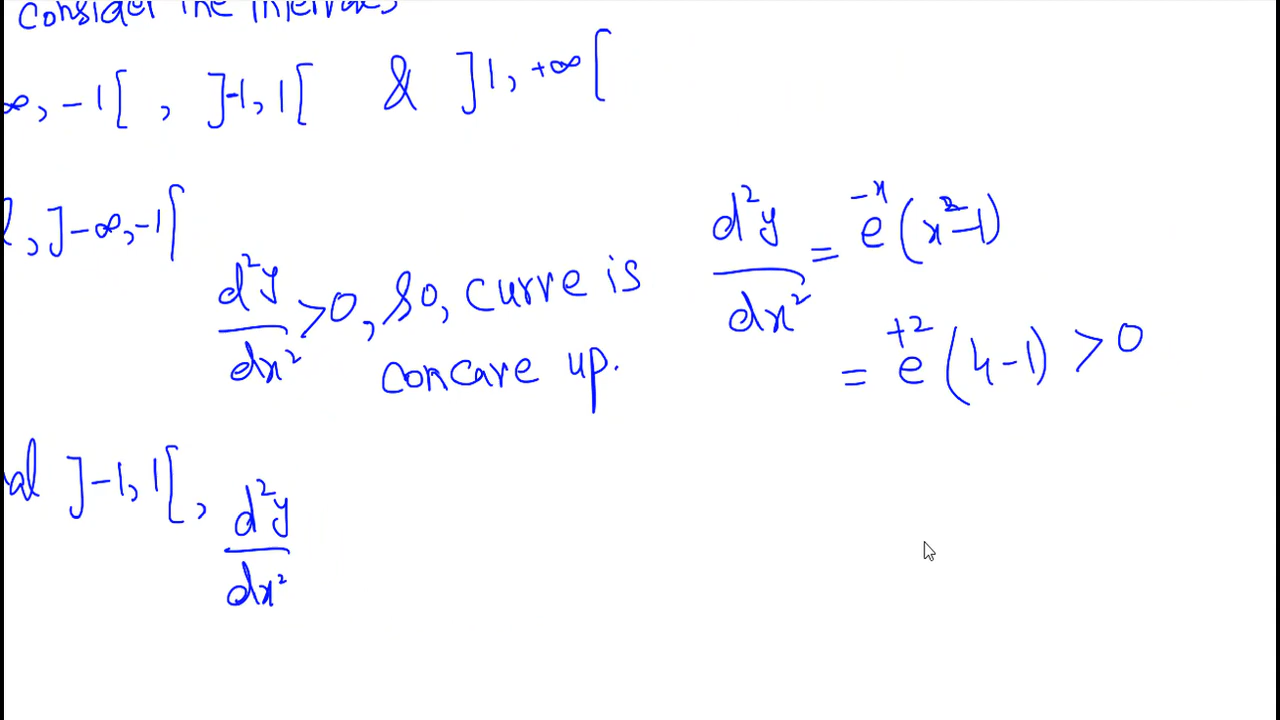 Consider the intervals
∞, -1[ , ]-1, 1[ & ]1, +∞[
, ]-∞, -1[
d²y/dx² > 0, so, curve is
concave up.
d²y/dx² = e^(-x) (x²-1)
= e^(+2) (4-1) > 0
al ]-1, 1[, d²y/dx²